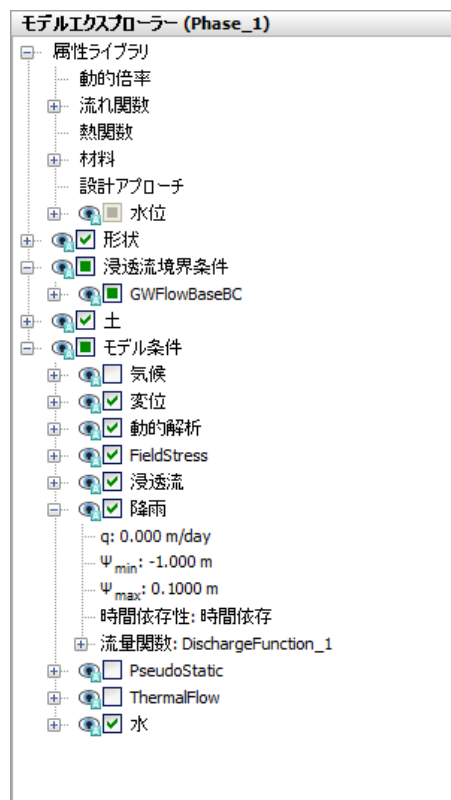 モデルエクスプローラー (Phase_1)
属性ライブラリ
動的倍率
流れ関数
熱関数
材料
設計アプローチ
水位
形状
浸透流境界条件
GWFlowBaseBC
土
モデル条件
気候
変位
動的解析
FieldStress
浸透流
降雨
q: 0.000 m/day
Ψmin: -1.000 m
Ψmax: 0.1000 m
時間依存性: 時間依存
流量関数: DischargeFunction_1
PseudoStatic
ThermalFlow
水